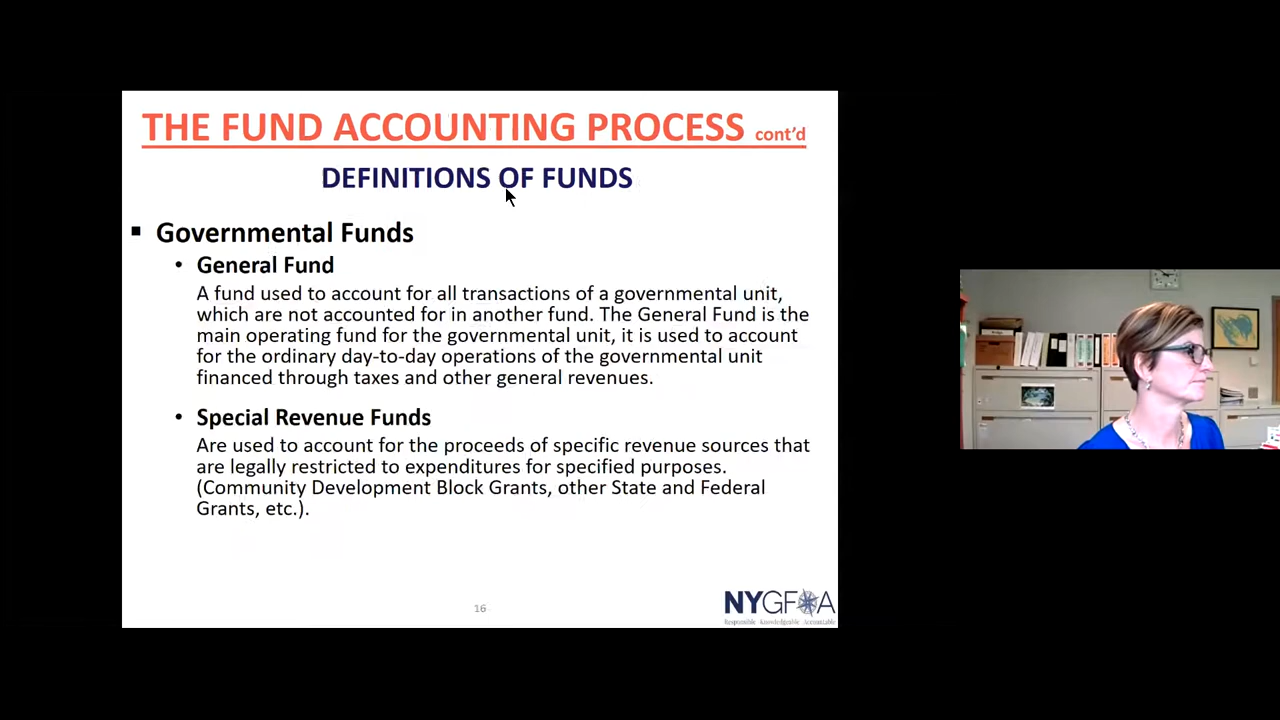 THE FUND ACCOUNTING PROCESS cont’d
DEFINITIONS OF FUNDS
▪ Governmental Funds
• General Fund
A fund used to account for all transactions of a governmental unit,
which are not accounted for in another fund. The General Fund is the
main operating fund for the governmental unit, it is used to account
for the ordinary day-to-day operations of the governmental unit
financed through taxes and other general revenues.
• Special Revenue Funds
Are used to account for the proceeds of specific revenue sources that
are legally restricted to expenditures for specified purposes.
(Community Development Block Grants, other State and Federal
Grants, etc.).
16
NYGFOA
Responsible Knowledgeable Accountable